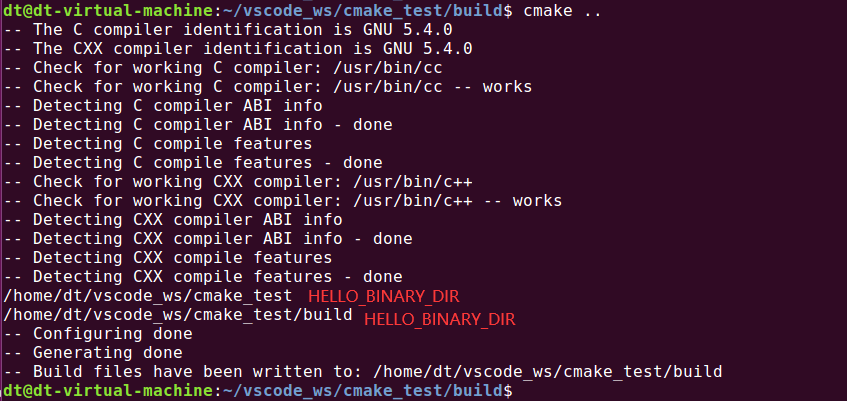 dt@dt-virtual-machine:~/vscode_ws/cmake_test/build$ cmake ..
-- The C compiler identification is GNU 5.4.0
-- The CXX compiler identification is GNU 5.4.0
-- Check for working C compiler: /usr/bin/cc
-- Check for working C compiler: /usr/bin/cc -- works
-- Detecting C compiler ABI info
-- Detecting C compiler ABI info - done
-- Detecting C compile features
-- Detecting C compile features - done
-- Check for working CXX compiler: /usr/bin/c++
-- Check for working CXX compiler: /usr/bin/c++ -- works
-- Detecting CXX compiler ABI info
-- Detecting CXX compiler ABI info - done
-- Detecting CXX compile features
-- Detecting CXX compile features - done
/home/dt/vscode_ws/cmake_test HELLO_BINARY_DIR
/home/dt/vscode_ws/cmake_test/build HELLO_BINARY_DIR
-- Configuring done
-- Generating done
-- Build files have been written to: /home/dt/vscode_ws/cmake_test/build
dt@dt-virtual-machine:~/vscode_ws/cmake_test/build$